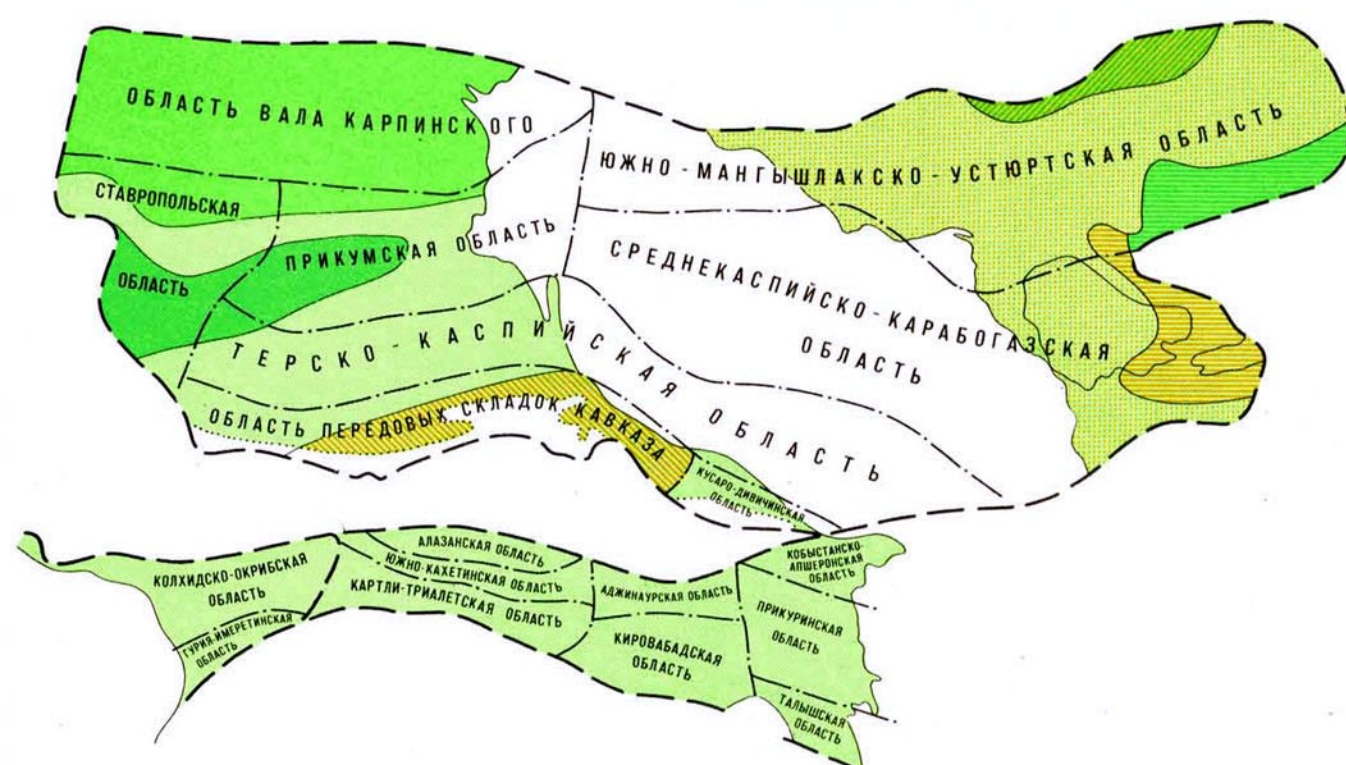 ОБЛАСТЬ ВАЛА КАРПИНСКОГО
ЮЖНО-МАНГЫШЛАКСКО-УСТЮРТСКАЯ ОБЛАСТЬ
СТАВРОПОЛЬСКАЯ
ОБЛАСТЬ
ПРИКУМСКАЯ ОБЛАСТЬ
СРЕДНЕКАСПИЙСКО-КАРАБОГАЗСКАЯ
ОБЛАСТЬ
ТЕРСКО-КАСПИЙСКАЯ ОБЛАСТЬ
ОБЛАСТЬ ПЕРЕДОВЫХ СКЛАДОК КАВКАЗА
КУСАРО-ДИВИЧИНСКАЯ
ОБЛАСТЬ
КОЛХИДСКО-ОКРИБСКАЯ
ОБЛАСТЬ
ГУРИЯ-ИМЕРЕТИНСКАЯ
ОБЛАСТЬ
АЛАЗАНСКАЯ ОБЛАСТЬ
ЮЖНО-КАХЕТИНСКАЯ ОБЛАСТЬ
КАРТЛИ-ТРИАЛЕТСКАЯ ОБЛАСТЬ
АДЖИНАУРСКАЯ ОБЛАСТЬ
КИРОВАБАДСКАЯ
ОБЛАСТЬ
КОБЫСТАНСКО-
АПШЕРОНСКАЯ
ОБЛАСТЬ
ПРИКУРИНСКАЯ
ОБЛАСТЬ
ТАЛЫШСКАЯ
ОБЛАСТЬ